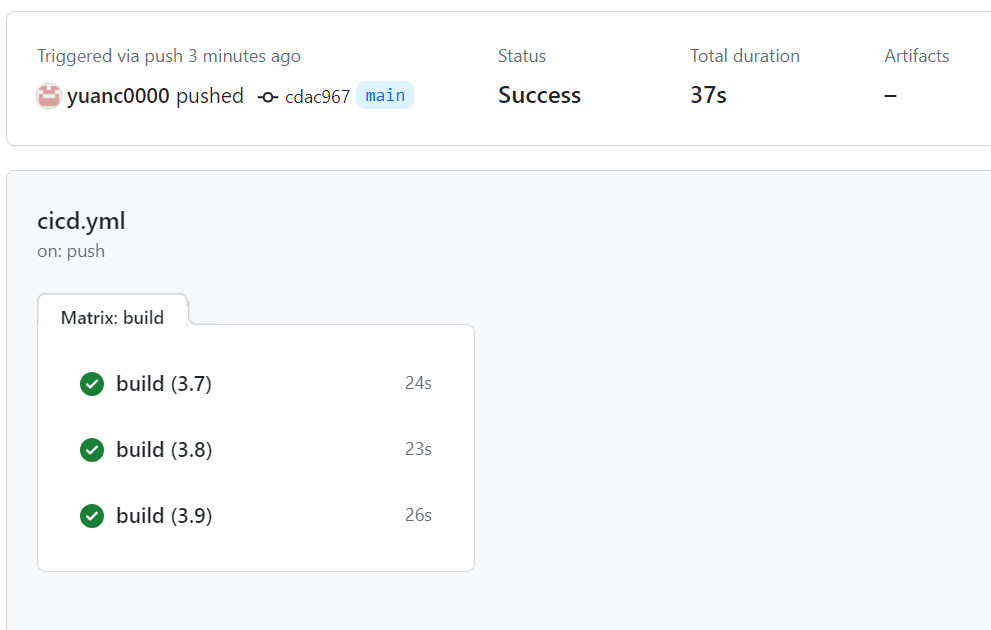 Triggered via push 3 minutes ago
yuanc0000 pushed cdac967 main
Status
Success
Total duration
37s
Artifacts
–
cicd.yml
on: push
Matrix: build
build (3.7) 24s
build (3.8) 23s
build (3.9) 26s